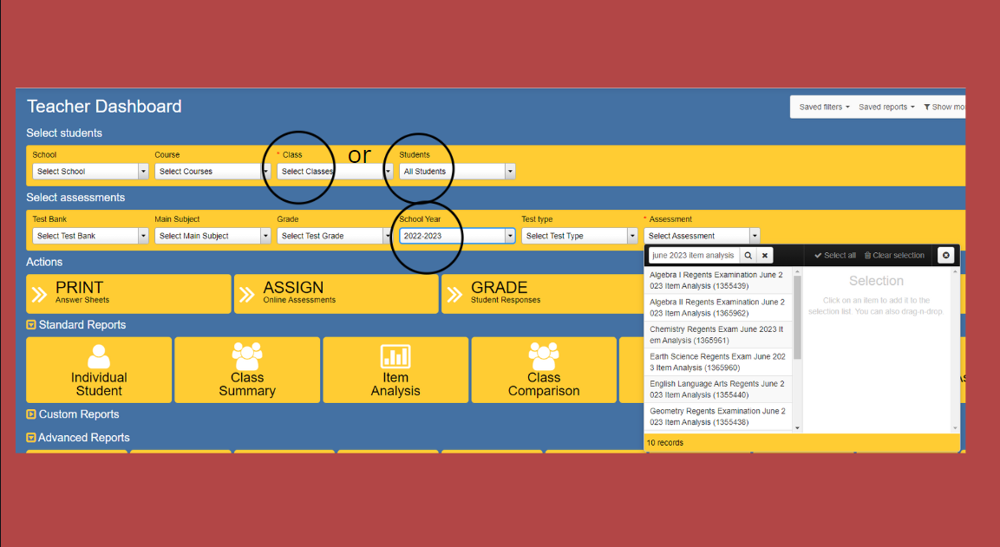 Teacher Dashboard
Saved filters Saved reports Show mo
Select students
School Course * Class or Students
Select School Select Courses Select Classes All Students
Select assessments
Test Bank Main Subject Grade School Year Test type * Assessment
Select Test Bank Select Main Subject Select Test Grade 2022-2023 Select Test Type Select Assessment
june 2023 item analysis Select all Clear selection
Actions
PRINT
Answer Sheets
ASSIGN
Online Assessments
GRADE
Student Responses
Algebra I Regents Examination June 2
023 Item Analysis (1355439)
Algebra II Regents Examination June 2
023 Item Analysis (1365962)
Chemistry Regents Exam June 2023 It
em Analysis (1365961)
Earth Science Regents Exam June 202
3 Item Analysis (1365960)
English Language Arts Regents June 2
023 Item Analysis (1355440)
Geometry Regents Examination June 2
023 Item Analysis (1355438)
10 records
Selection
Click on an item to add it to the
selection list. You can also drag-n-drop.
Standard Reports
Individual
Student
Class
Summary
Item
Analysis
Class
Comparison
Custom Reports
Advanced Reports